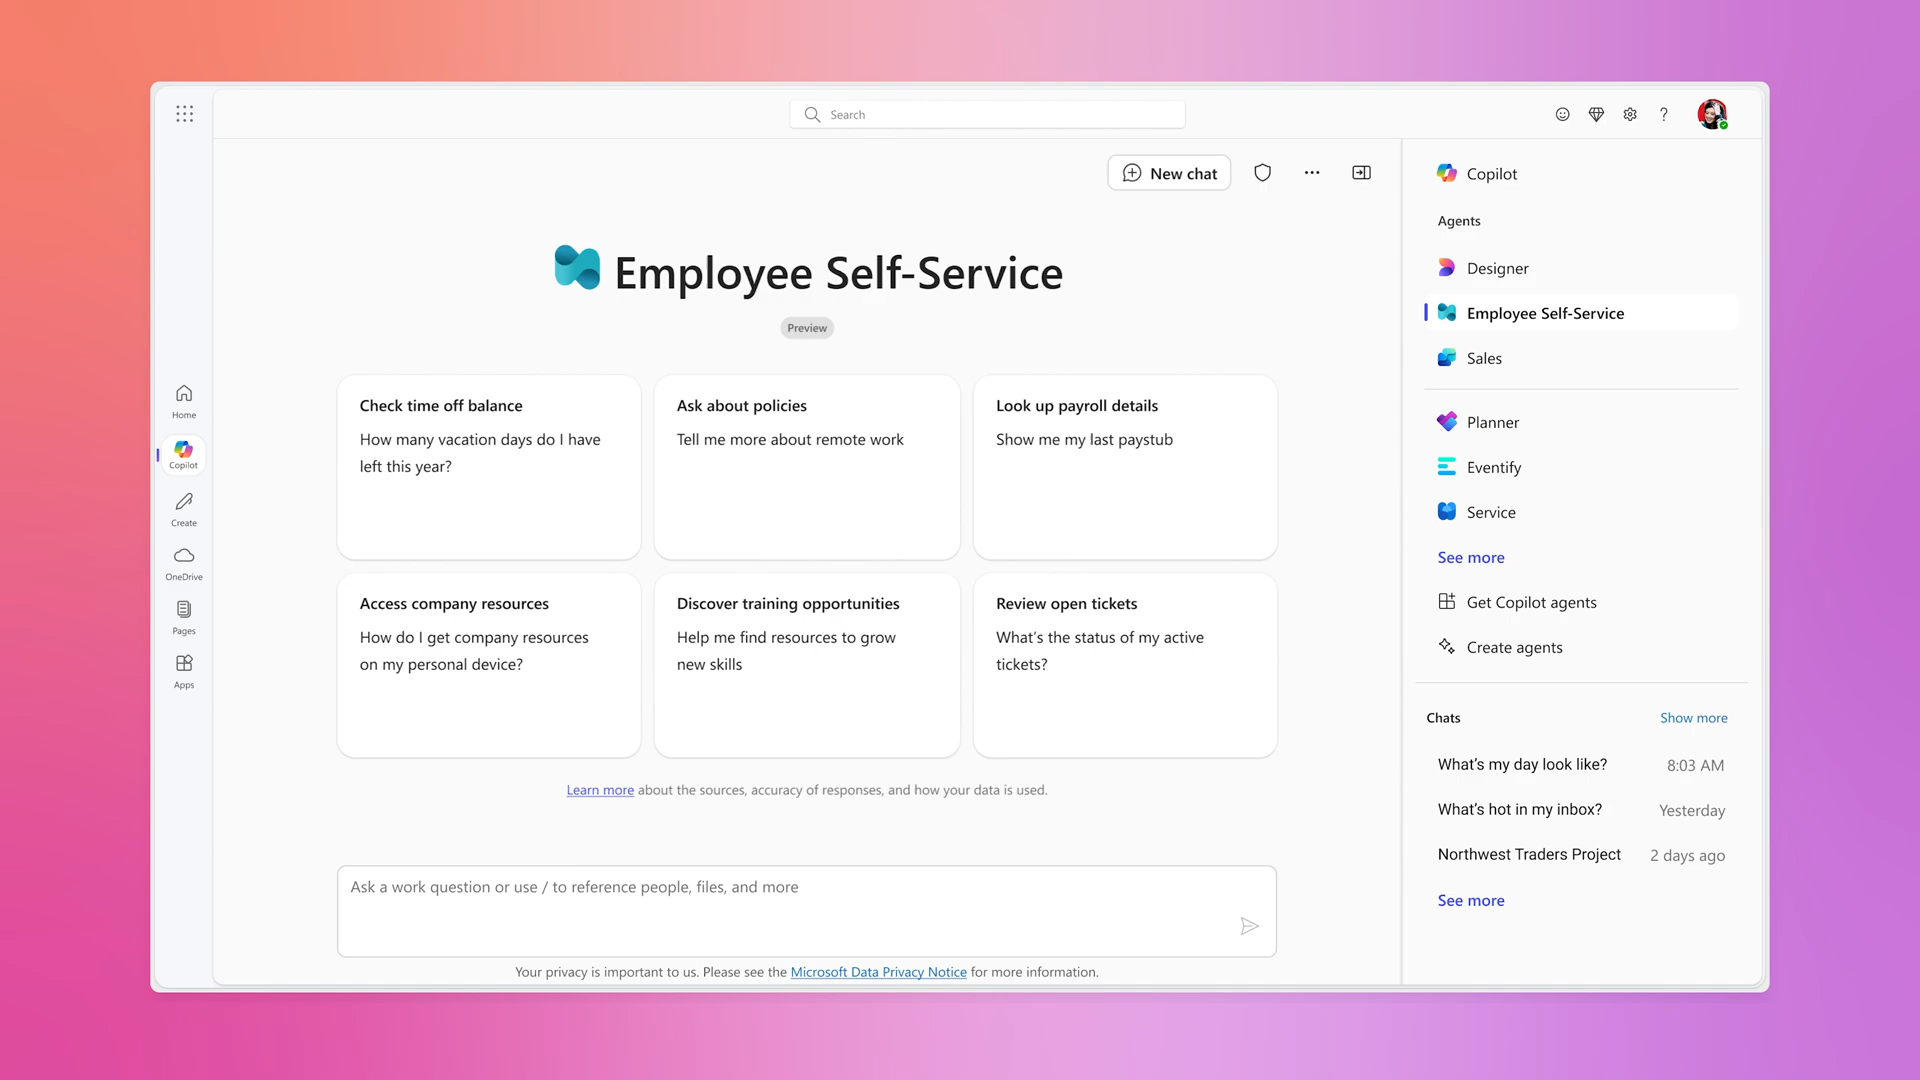 Search
New chat
Employee Self-Service
Preview
Check time off balance
How many vacation days do I have
left this year?
Ask about policies
Tell me more about remote work
Look up payroll details
Show me my last paystub
Access company resources
How do I get company resources
on my personal device?
Discover training opportunities
Help me find resources to grow
new skills
Review open tickets
What's the status of my active
tickets?
Learn more about the sources, accuracy of responses, and how your data is used.
Ask a work question or use / to reference people, files, and more
Your privacy is important to us. Please see the Microsoft Data Privacy Notice for more information.
Home
Copilot
Create
OneDrive
Pages
Apps
Copilot
Agents
Designer
Employee Self-Service
Sales
Planner
Eventify
Service
See more
Get Copilot agents
Create agents
Chats Show more
What's my day look like? 8:03 AM
What's hot in my inbox? Yesterday
Northwest Traders Project 2 days ago
See more